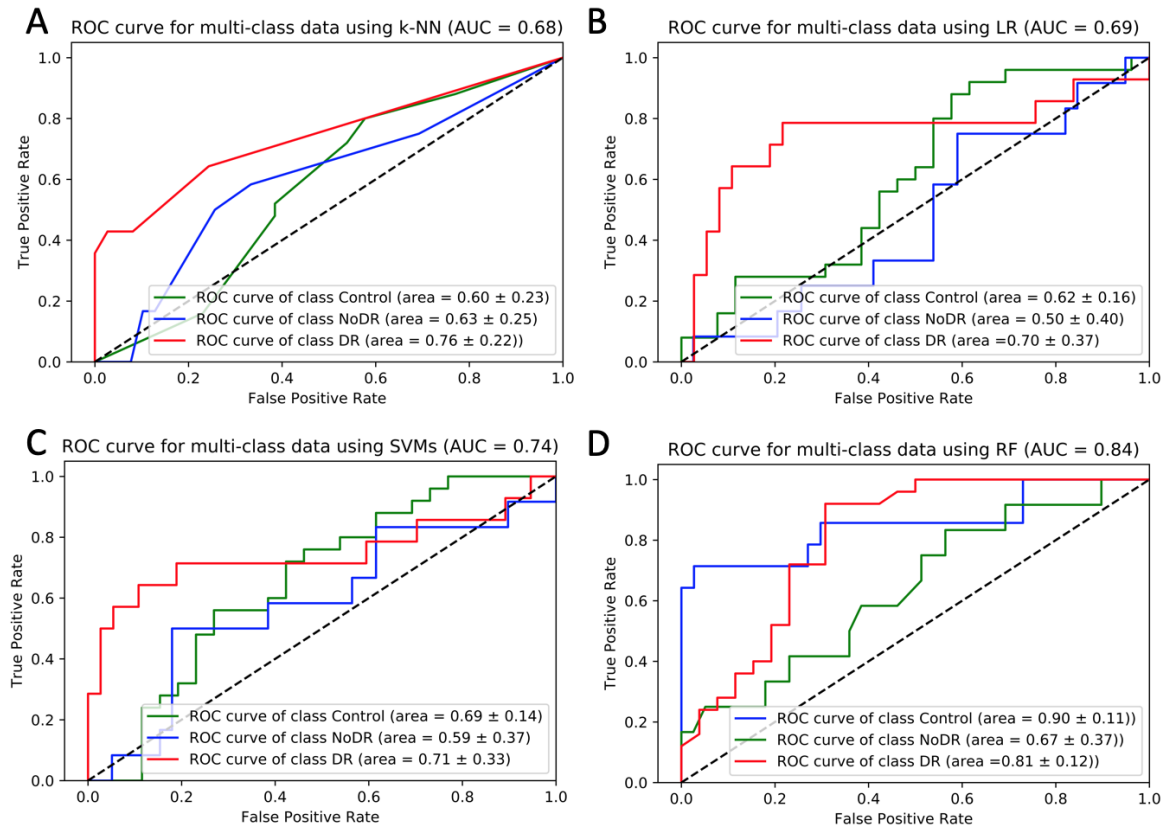 A
ROC curve for multi-class data using k-NN (AUC = 0.68)
True Positive Rate
1.0
0.8
0.6
0.4
0.2
0.0
ROC curve of class Control (area = 0.60 ± 0.23)
ROC curve of class NoDR (area = 0.63 ± 0.25)
ROC curve of class DR (area = 0.76 ± 0.22))
0.0 0.2 0.4 0.6 0.8 1.0
False Positive Rate
B
ROC curve for multi-class data using LR (AUC = 0.69)
True Positive Rate
1.0
0.8
0.6
0.4
0.2
0.0
ROC curve of class Control (area = 0.62 ± 0.16)
ROC curve of class NoDR (area = 0.50 ± 0.40)
ROC curve of class DR (area =0.70 ± 0.37)
0.0 0.2 0.4 0.6 0.8 1.0
False Positive Rate
C
ROC curve for multi-class data using SVMs (AUC = 0.74)
True Positive Rate
1.0
0.8
0.6
0.4
0.2
0.0
ROC curve of class Control (area = 0.69 ± 0.14)
ROC curve of class NoDR (area = 0.59 ± 0.37)
ROC curve of class DR (area = 0.71 ± 0.33)
0.0 0.2 0.4 0.6 0.8 1.0
False Positive Rate
D
ROC curve for multi-class data using RF (AUC = 0.84)
True Positive Rate
1.0
0.8
0.6
0.4
0.2
0.0
ROC curve of class Control (area = 0.90 ± 0.11))
ROC curve of class NoDR (area = 0.67 ± 0.37))
ROC curve of class DR (area =0.81 ± 0.12))
0.0 0.2 0.4 0.6 0.8 1.0
False Positive Rate